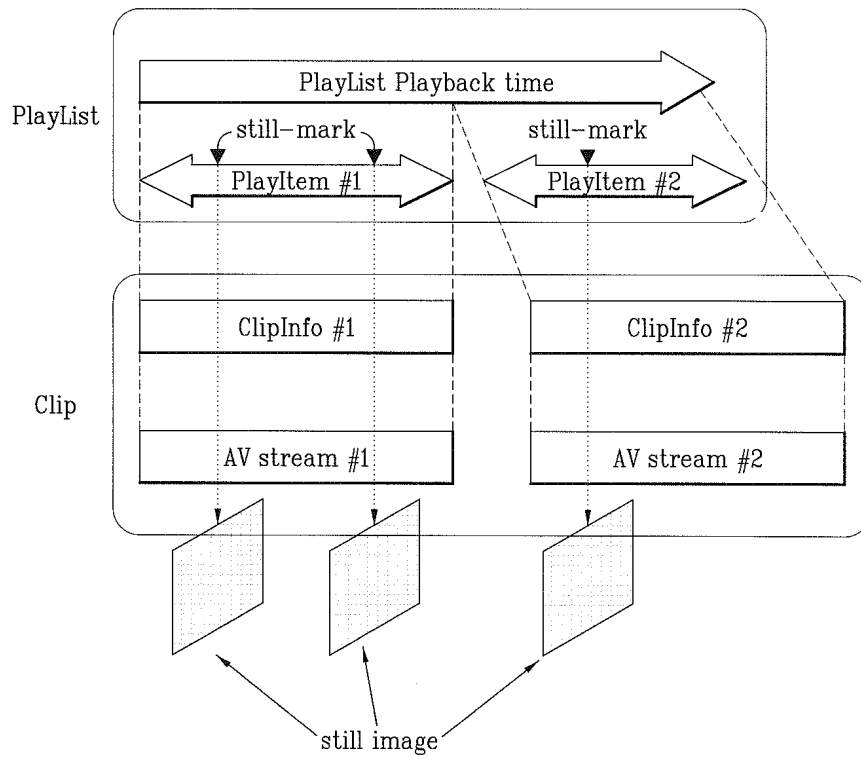 PlayList Playback time
PlayList
still-mark
still-mark
PlayItem #1
PlayItem #2
ClipInfo #1
ClipInfo #2
Clip
AV stream #1
AV stream #2
still image